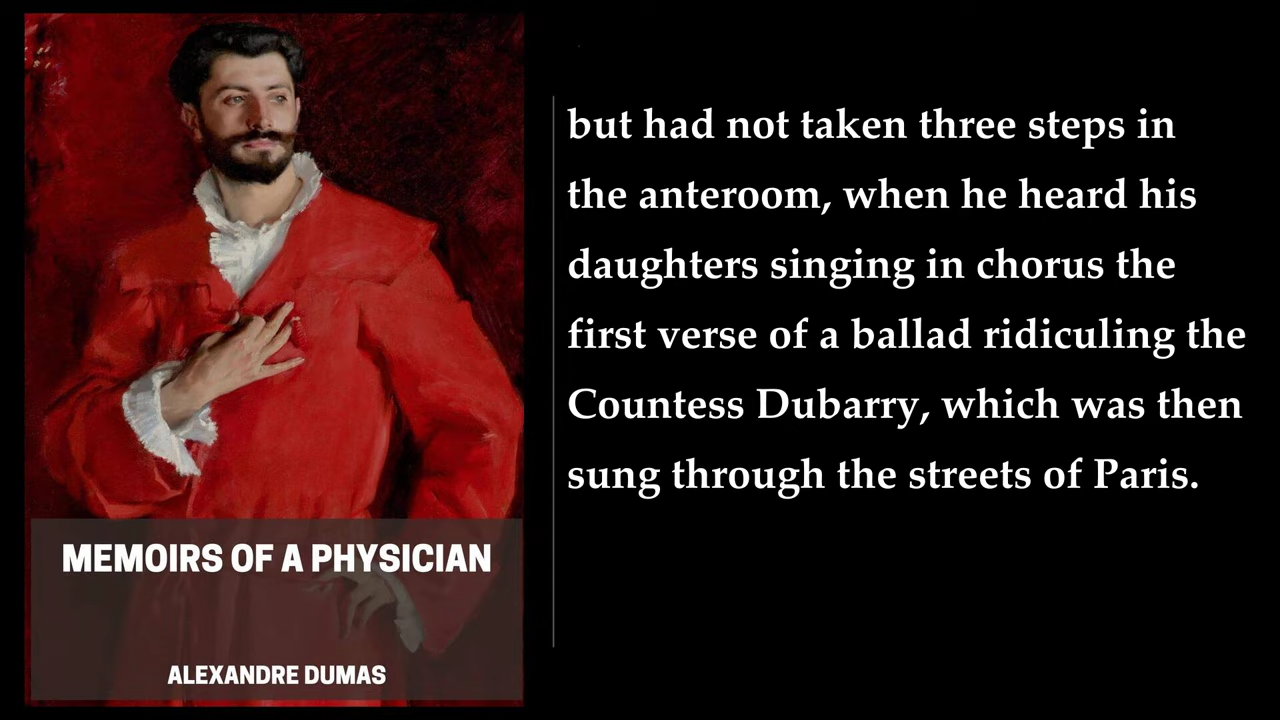 but had not taken three steps in
the anteroom, when he heard his
daughters singing in chorus the
first verse of a ballad ridiculing the
Countess Dubarry, which was then
sung through the streets of Paris.
MEMOIRS OF A PHYSICIAN
ALEXANDRE DUMAS